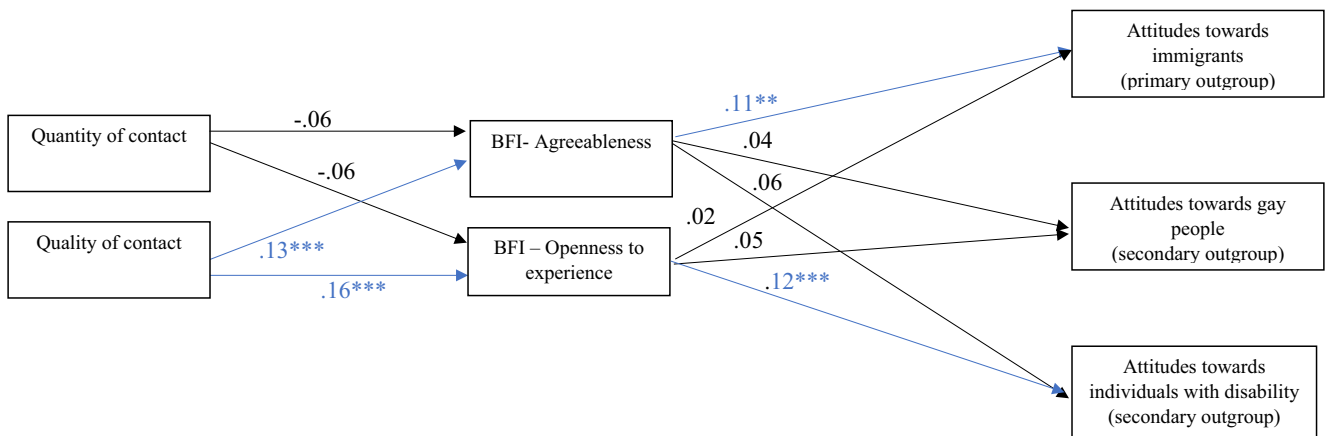 Attitudes towards
immigrants
(primary outgroup)
.11**
Quantity of contact
-.06
BFI- Agreeableness
.04
-.06
.06
Attitudes towards gay
people
(secondary outgroup)
Quality of contact
.13***
BFI – Openness to
experience
.02
.05
.16***
.12***
Attitudes towards
individuals with disability
(secondary outgroup)